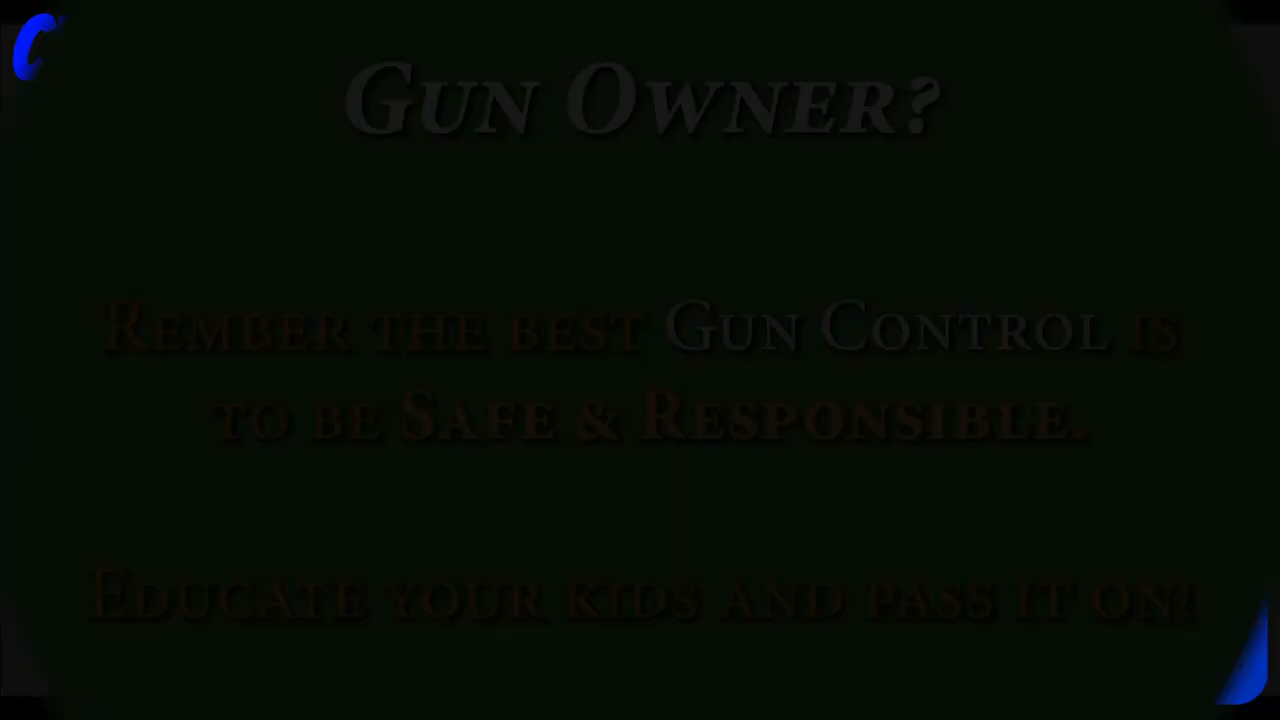 Gun Owner?
Rember the best Gun Control is
to be Safe & Responsible.
Educate your kids and pass it on!